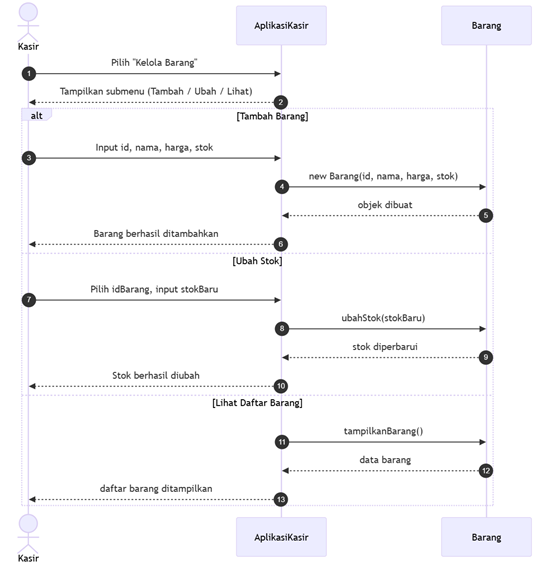 Kasir
AplikasiKasir
Barang
1
Pilih "Kelola Barang"
Tampilkan submenu (Tambah / Ubah / Lihat)
2
alt
[Tambah Barang]
3
Input id, nama, harga, stok
4
new Barang(id, nama, harga, stok)
objek dibuat
5
Barang berhasil ditambahkan
6
[Ubah Stok]
7
Pilih idBarang, input stokBaru
8
ubahStok(stokBaru)
stok diperbarui
9
Stok berhasil diubah
10
[Lihat Daftar Barang]
11
tampilkanBarang()
data barang
12
daftar barang ditampilkan
13
Kasir
AplikasiKasir
Barang